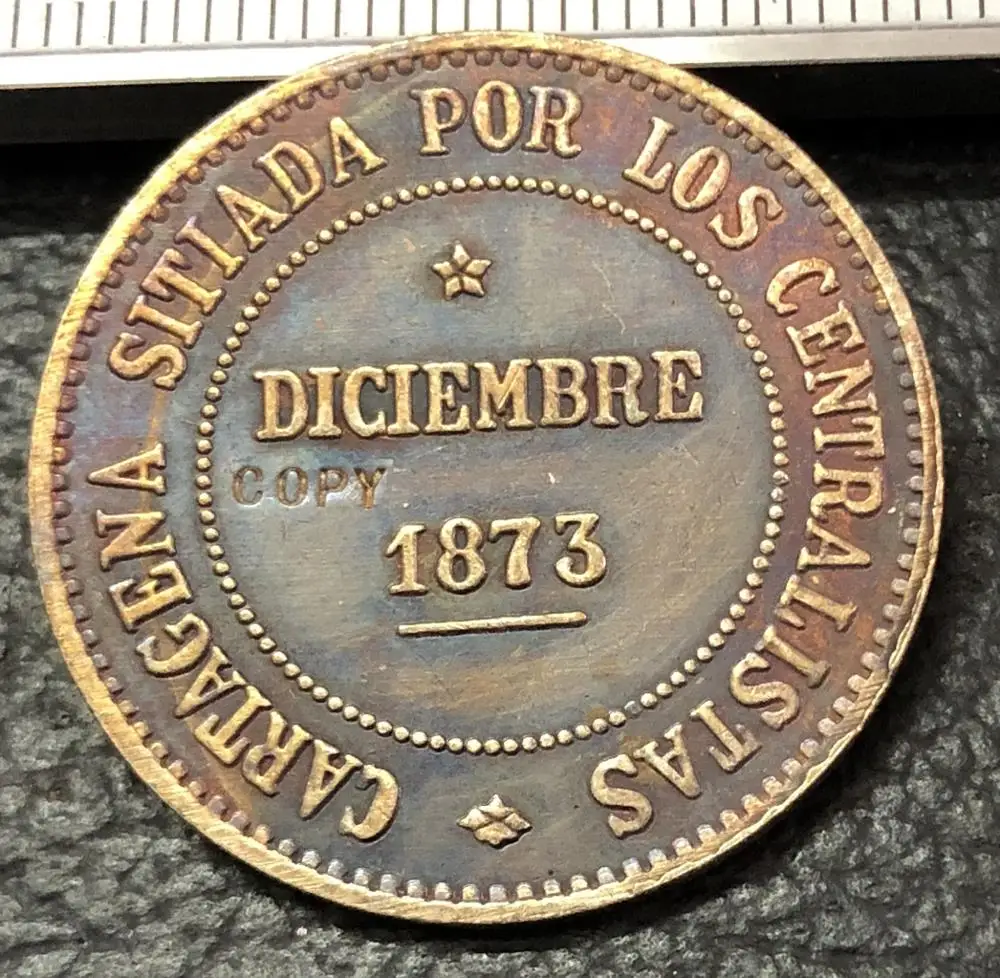 CARTAGENA SITIADA POR LOS CENTRALISTAS
DICIEMBRE
COPY
1873